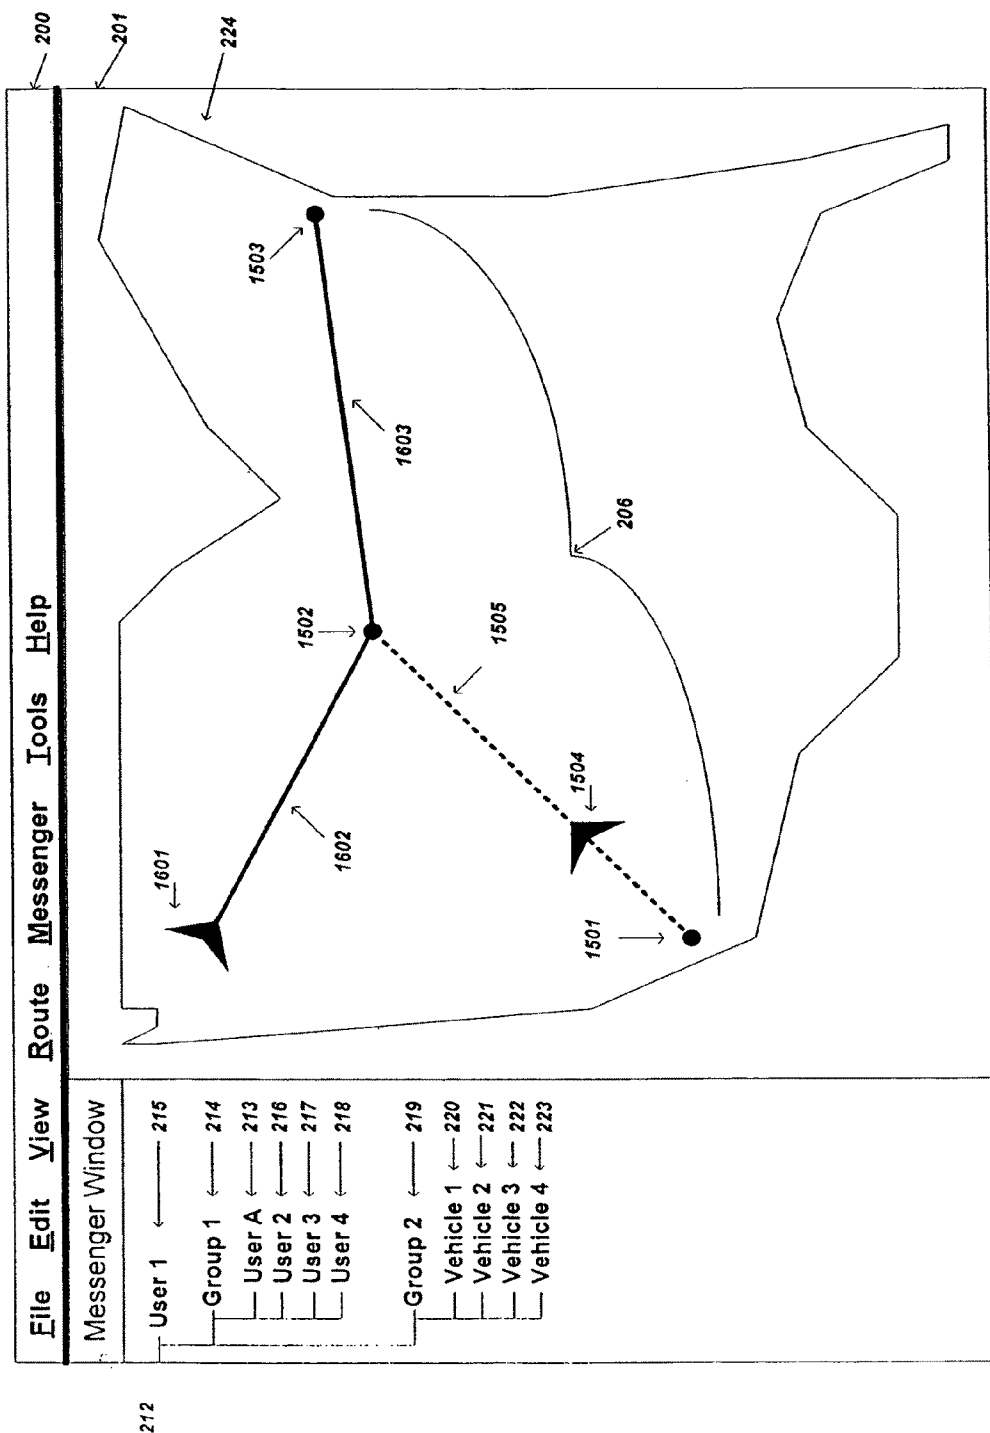 File Edit View Route Messenger Tools Help
200
201
224
Messenger Window
212
User 1 215
Group 1 214
User A 213
User 2 216
User 3 217
User 4 218
Group 2 219
Vehicle 1 220
Vehicle 2 221
Vehicle 3 222
Vehicle 4 223
1601
1602
1502
1503
1603
206
1505
1504
1501